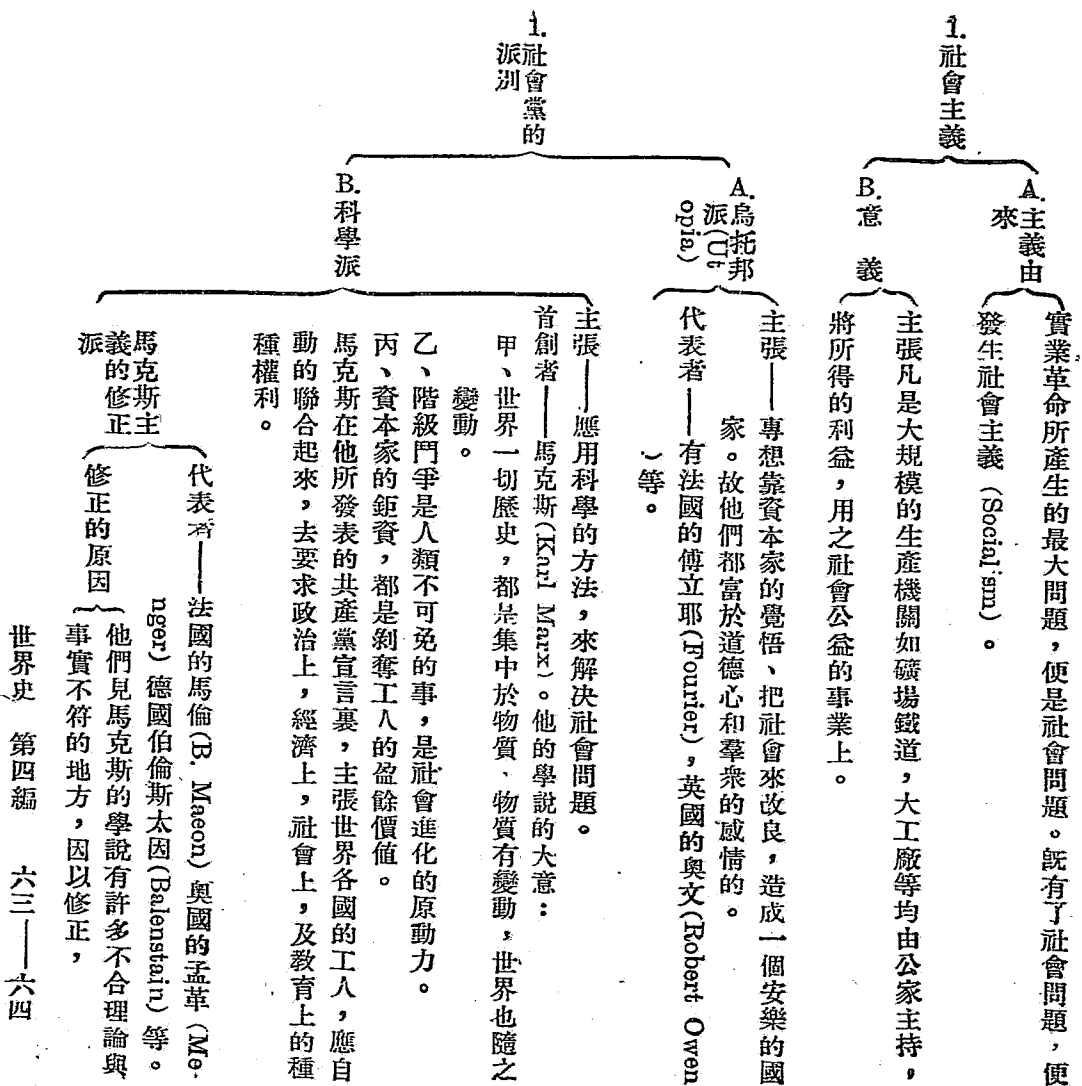 1.社會主義
A.主義由
來
實業革命所產生的最大問題，便是社會問題。既有了社會問題，便
發生社會主義 (Socialism) 。
B.意　義
主張凡是大規模的生產機關如礦場鐵道，大工廠等均由公家主持，
將所得的利益，用之社會公益的事業上。
1.社會黨的
派別
A.烏托邦
派(Ut
opia)
主張——專想靠資本家的覺悟、把社會來改良，造成一個安樂的國
家。故他們都富於道德心和羣衆的感情的。
代表者——有法國的傅立耶(Fourier)，英國的奧文(Robert Owen
)等。
B.科學派
主張——應用科學的方法，來解決社會問題。
首創者——馬克斯(Karl Marx)。他的學說的大意：
甲、世界一切歷史，都是集中於物質、物質有變動，世界也隨之
變動。
乙、階級鬥爭是人類不可免的事，是社會進化的原動力。
丙、資本家的鉅資，都是剝奪工人的盈餘價值。
馬克斯在他所發表的共產黨宣言裏，主張世界各國的工人，應自
動的聯合起來，去要求政治上，經濟上，社會上，及教育上的種
種權利。
馬克斯主
義的修正
派
代表者——法國的馬倫(B. Maeon) 奧國的孟革 (Me-
nger) 德國伯倫斯太因(Balenstain) 等。
修正的原因
他們見馬克斯的學說有許多不合理論與
事實不符的地方，因以修正，
世界史　第四編　　六三——六四